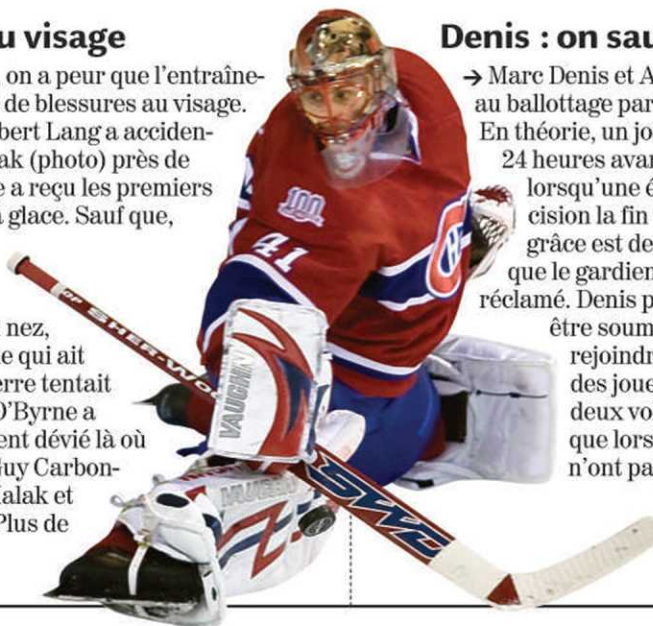 u visage
on a peur que l'entraîne-
de blessures au visage.
bert Lang a acciden-
ak (photo) près de
e a reçu les premiers
a glace. Sauf que,
nez,
e qui ait
erre tentait
O'Byrne a
ent dévié là où
Guy Carbon-
Halak et
Plus de
Denis : on sau
→ Marc Denis et A
au ballottage par
En théorie, un jo
24 heures avan
lorsqu'une é
cision la fin
grâce est de
que le gardien
réclamé. Denis p
être soum
rejoindr
des joue
deux vo
que lors
n'ont pa
100
41
SHER-WO
VAUGHN
VAUGHN
SWD